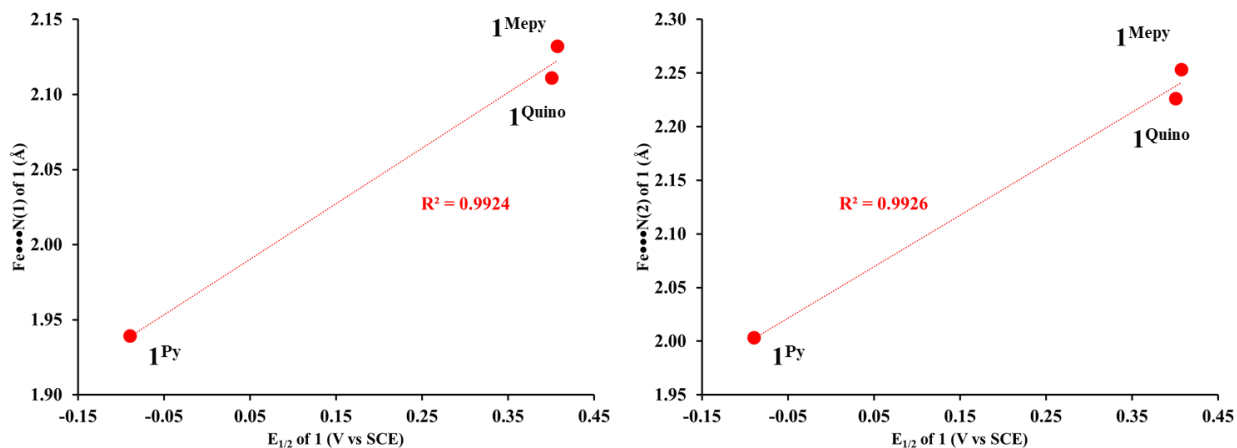 2.15
2.10
2.05
2.00
1.95
1.90
Fe•••N(1) of 1 (Å)
1^Mepy
1^Quino
R² = 0.9924
1^Py
-0.15 -0.05 0.05 0.15 0.25 0.35 0.45
E₁/₂ of 1 (V vs SCE)
2.30
2.25
2.20
2.15
2.10
2.05
2.00
1.95
Fe•••N(2) of 1 (Å)
1^Mepy
1^Quino
R² = 0.9926
1^Py
-0.15 -0.05 0.05 0.15 0.25 0.35 0.45
E₁/₂ of 1 (V vs SCE)